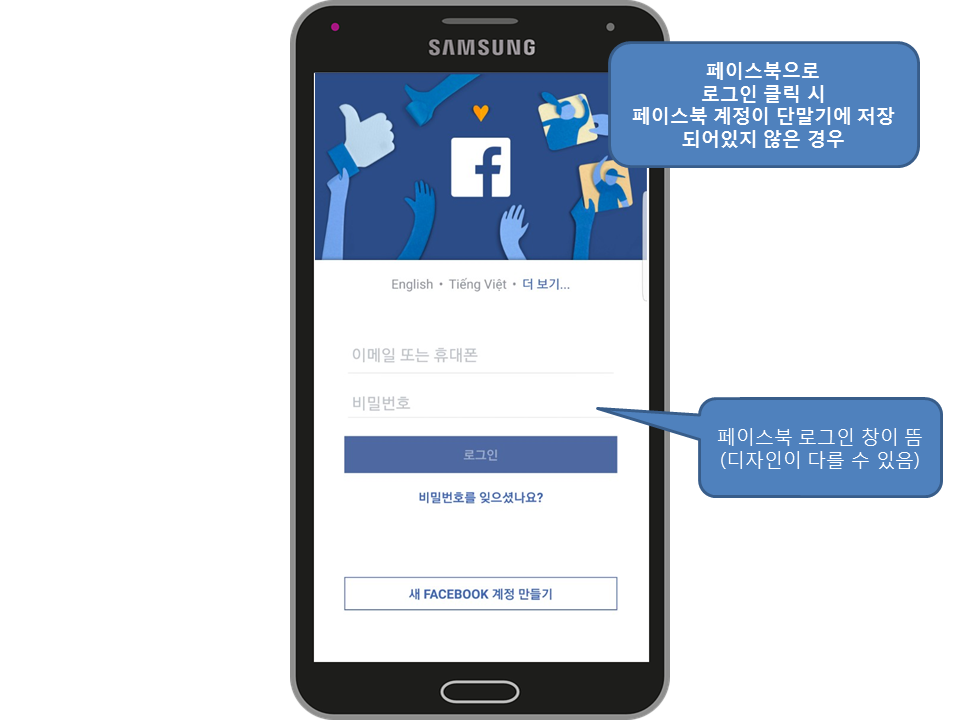 SAMSUNG
페이스북으로
로그인 클릭 시
페이스북 계정이 단말기에 저장
되어있지 않은 경우
f
English • Tiếng Việt • 더 보기...
이메일 또는 휴대폰
비밀번호
페이스북 로그인 창이 뜸
(디자인이 다를 수 있음)
로그인
비밀번호를 잊으셨나요?
새 FACEBOOK 계정 만들기